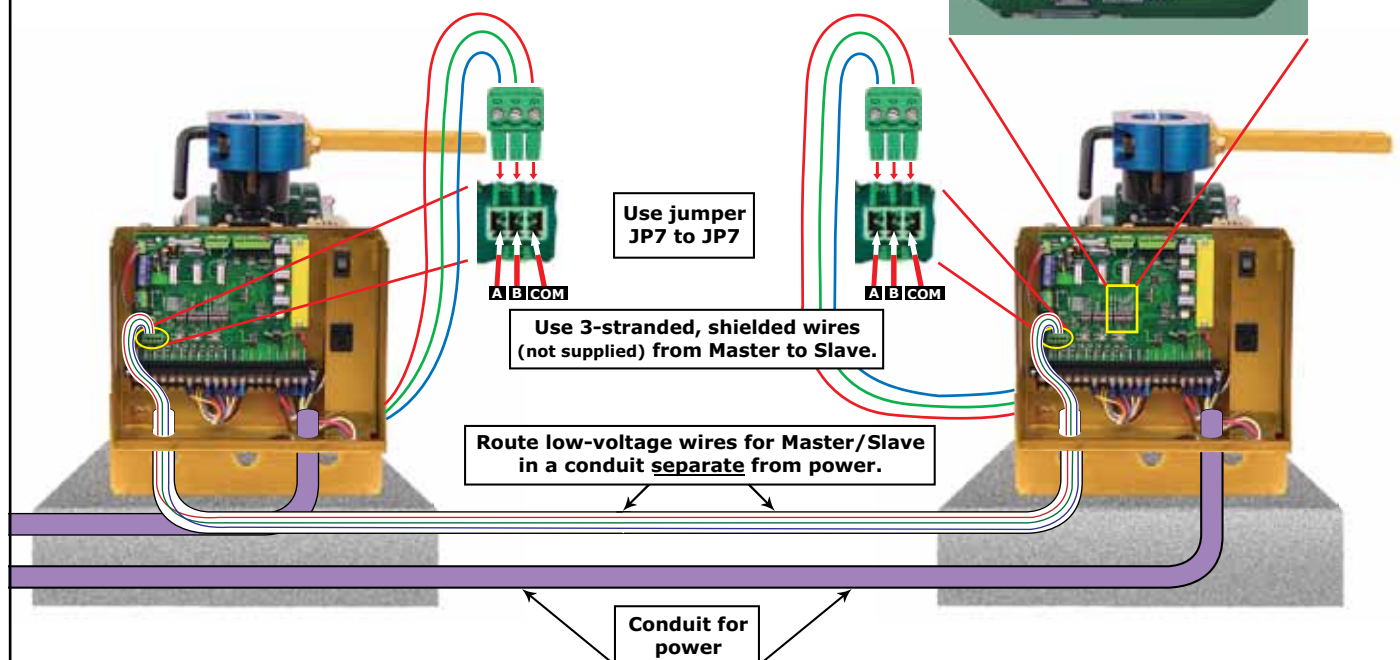 Use jumper
JP7 to JP7
A B COM
A B COM
Use 3-stranded, shielded wires
(not supplied) from Master to Slave.
Route low-voltage wires for Master/Slave
in a conduit separate from power.
Conduit for
power